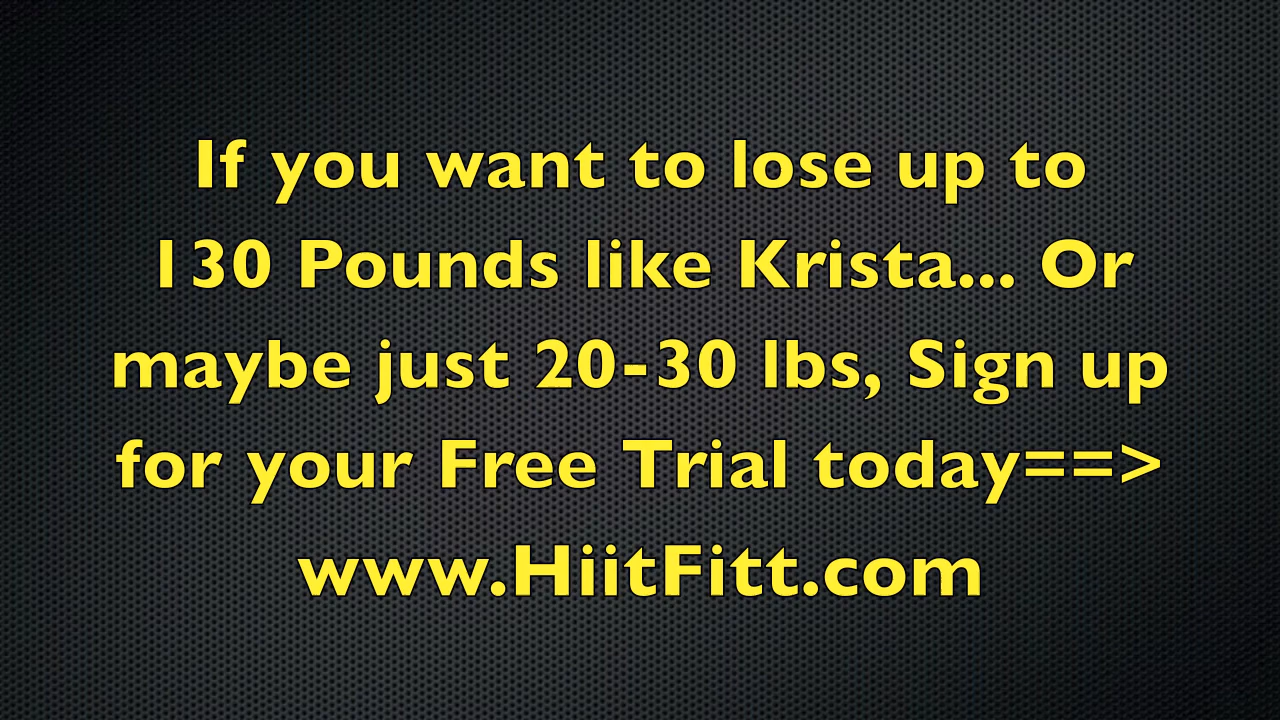 If you want to lose up to
130 Pounds like Krista... Or
maybe just 20-30 lbs, Sign up
for your Free Trial today==>
www.HiitFitt.com